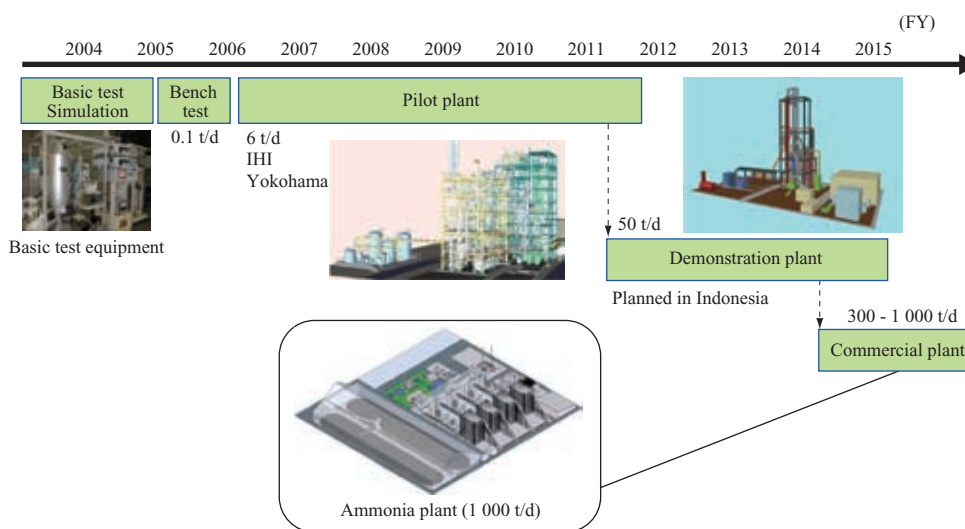 (FY)
2004 2005 2006 2007 2008 2009 2010 2011 2012 2013 2014 2015
Basic test
Simulation
Bench
test
Pilot plant
0.1 t/d
6 t/d
IHI
Yokohama
Basic test equipment
50 t/d
Demonstration plant
Planned in Indonesia
300 - 1 000 t/d
Commercial plant
Ammonia plant (1 000 t/d)